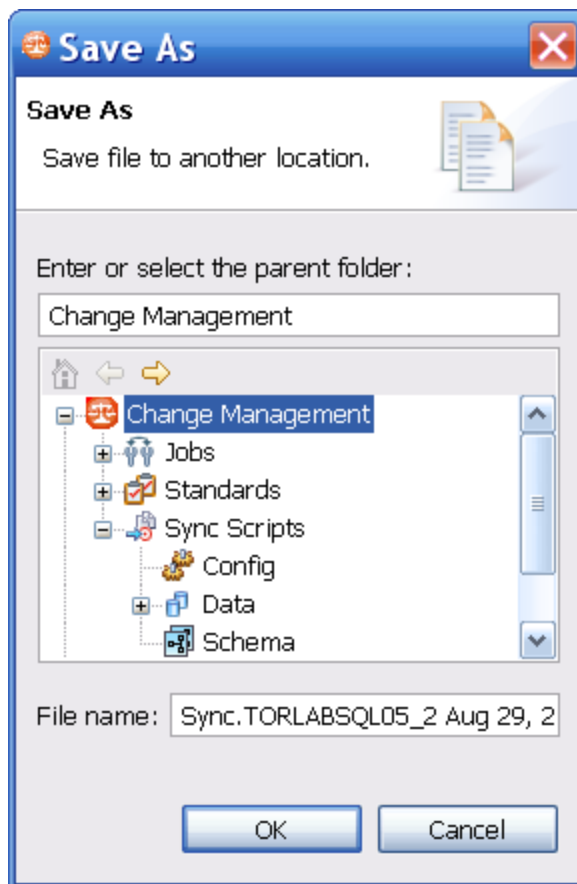 Save As
Save As
Save file to another location.
Enter or select the parent folder:
Change Management
Change Management
Jobs
Standards
Sync Scripts
Config
Data
Schema
File name: Sync.TORLABSQL05_2 Aug 29, 2
OK Cancel